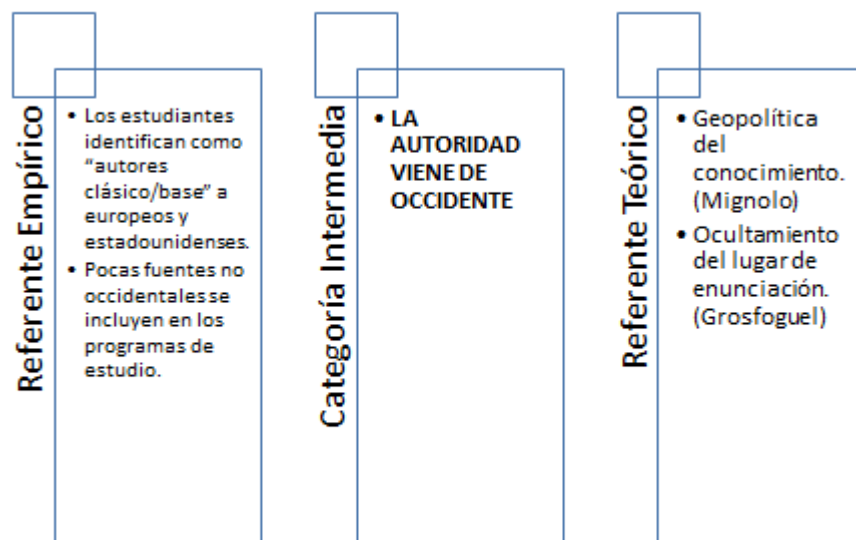 Referente Empírico
• Los estudiantes
identifican como
“autores
clásico/base” a
europeos y
estadounidenses.
• Pocas fuentes no
occidentales se
incluyen en los
programas de
estudio.
Categoría Intermedia
• LA
AUTORIDAD
VIENE DE
OCCIDENTE
Referente Teórico
• Geopolítica
del
conocimiento.
(Mignolo)
• Ocultamiento
del lugar de
enunciación.
(Grosfoguel)